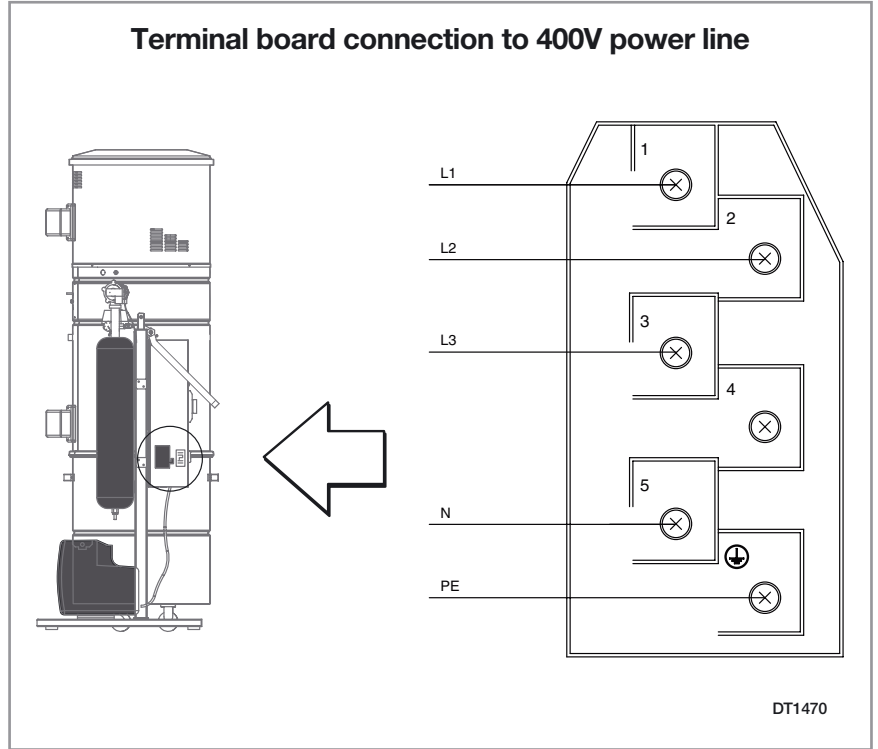 Terminal board connection to 400V power line
1
L1
2
L2
3
L3
4
5
N
PE
DT1470